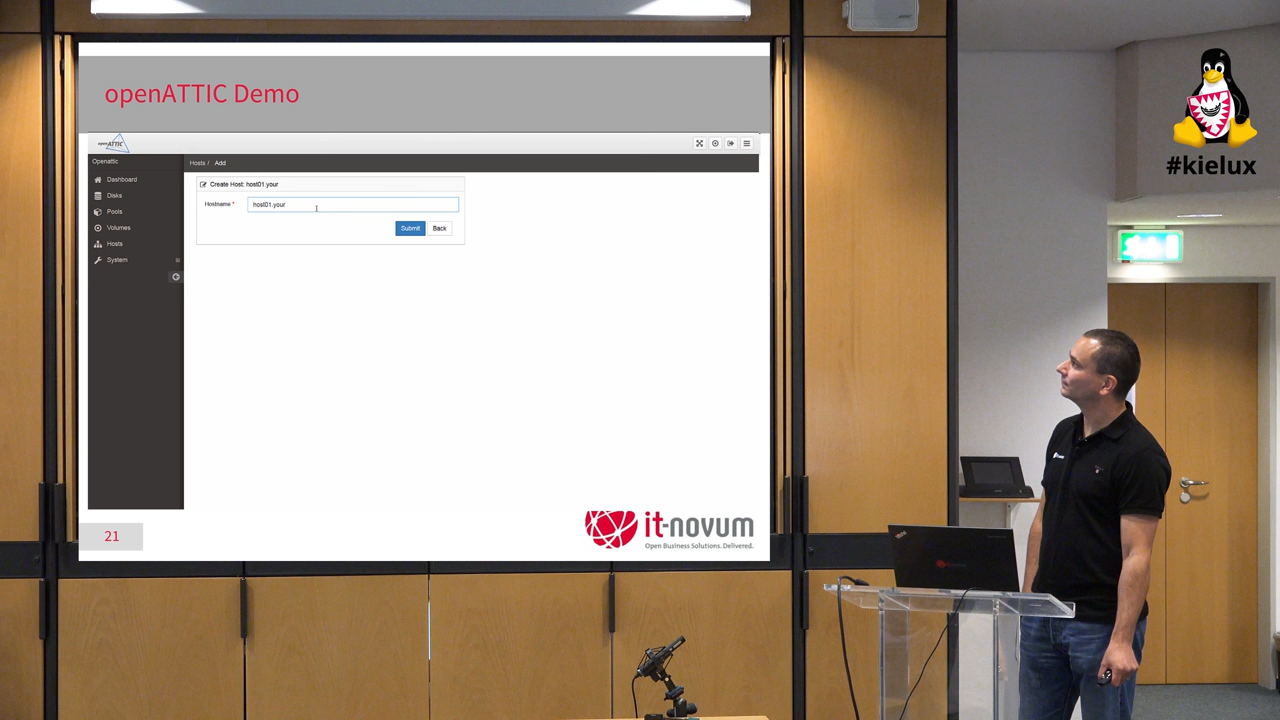 openATTIC Demo
openATTIC
Openattic
Hosts / Add
Dashboard
Disks
Pools
Volumes
Hosts
System
Create Host: host01.your
Hostname *
host01.your
Submit
Back
21
it-novum
Open Business Solutions. Delivered.
#kielux